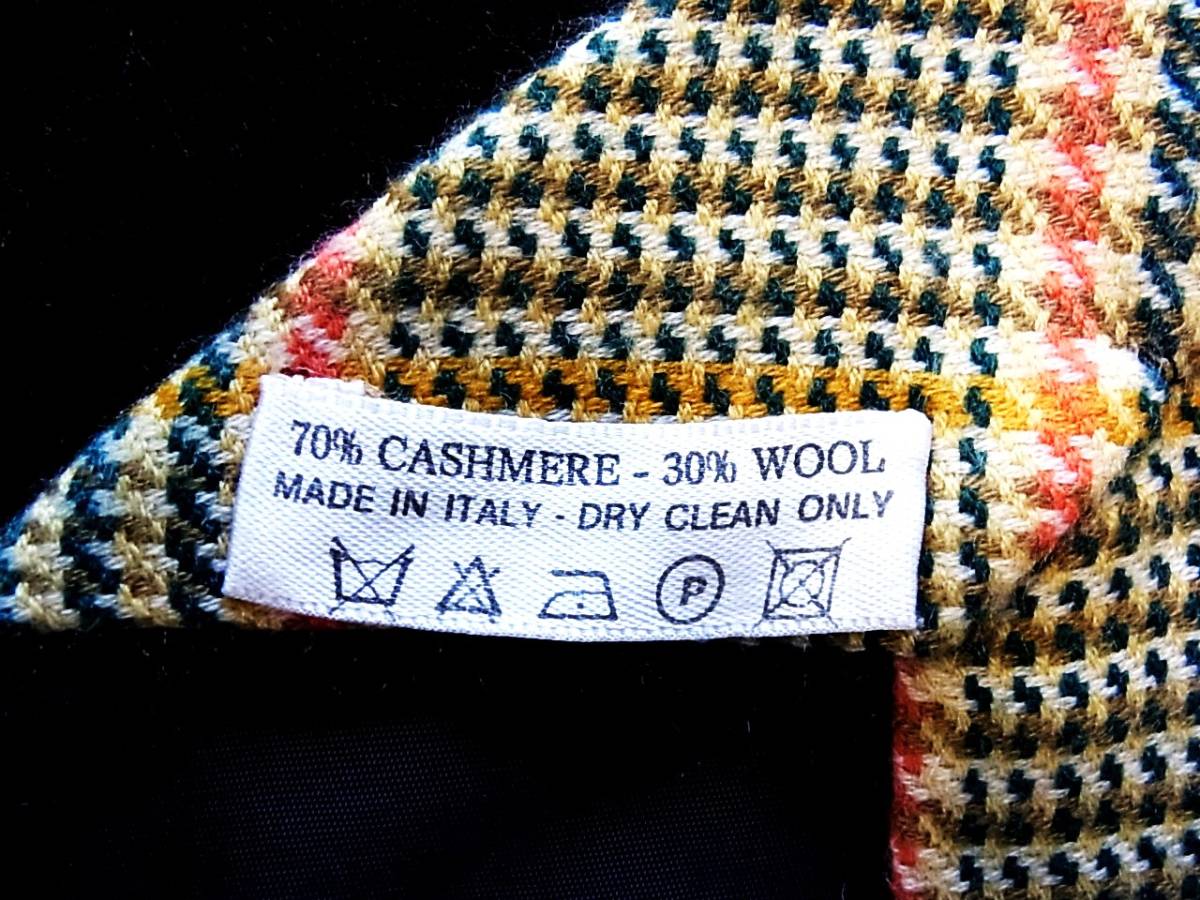 70% CASHMERE - 30% WOOL
MADE IN ITALY - DRY CLEAN ONLY
P